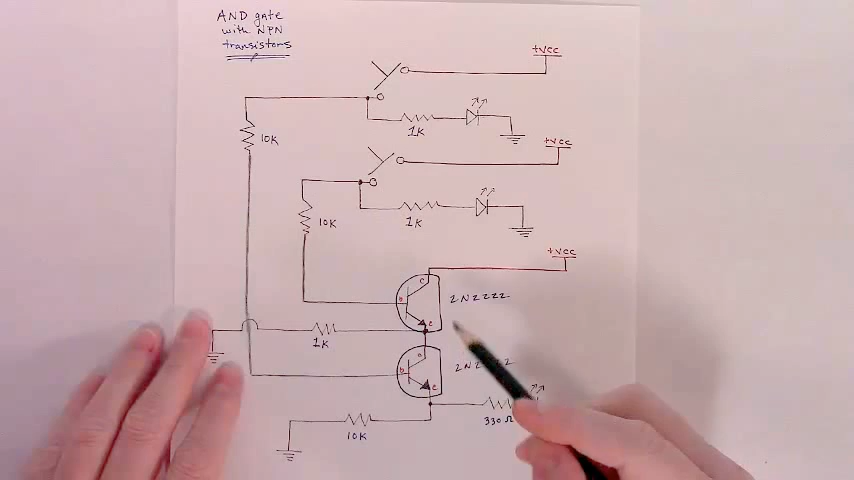 AND gate
with NPN
transistors
+Vcc
10K
1K
+Vcc
10K
1K
+Vcc
C
B
2N2222
e
1K
C
b
e
330Ω
10K